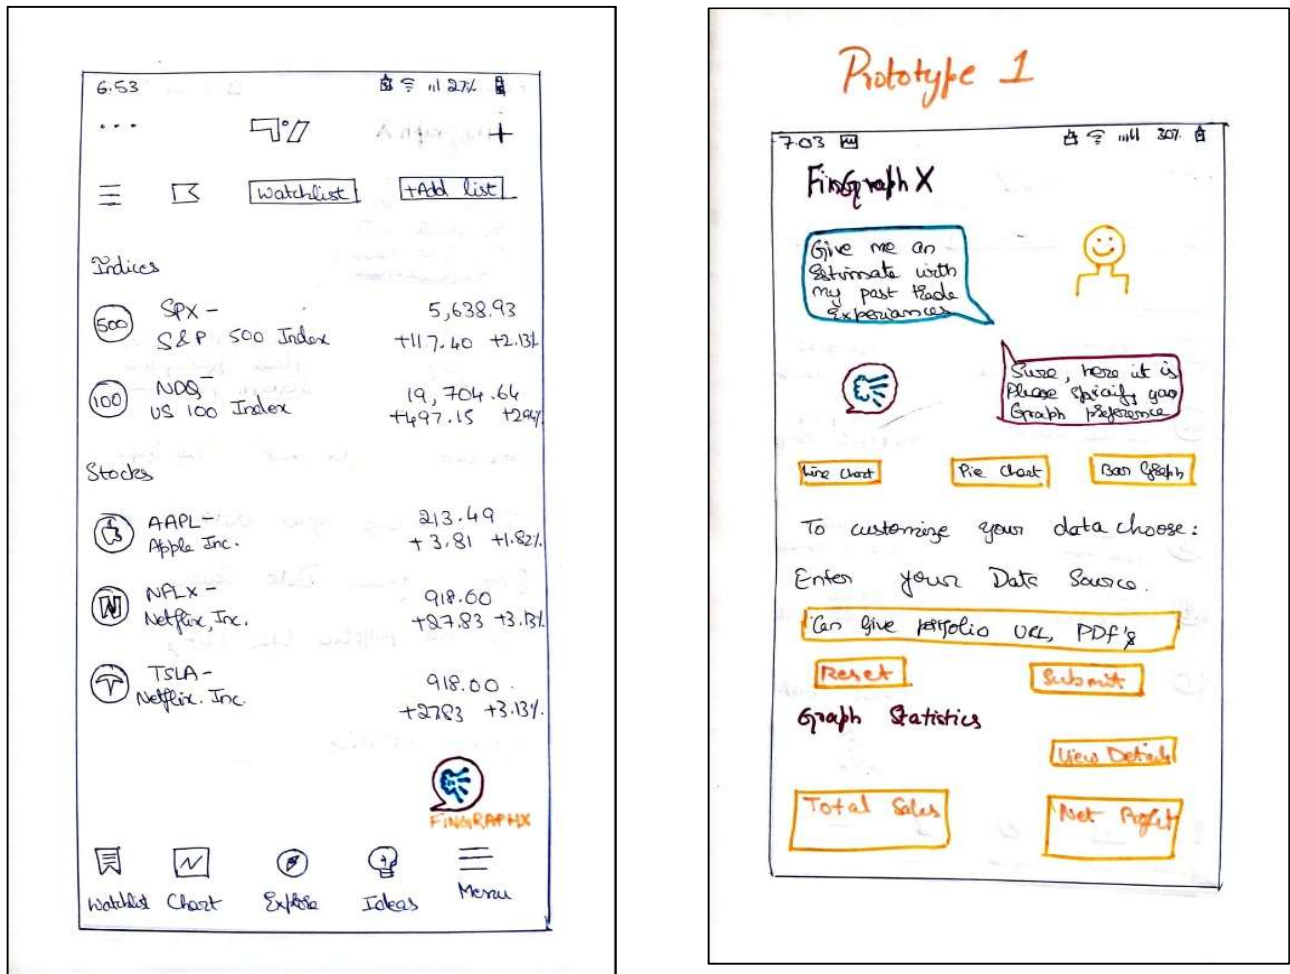 6.53 27%
Watchlist +Add list
Indices
500 SPX - 5,638.93
S&P 500 Index +117.40 +2.13%
100 NDQ- 19,704.64
US 100 Index +497.15
Stocks
AAPL- 213.49
Apple Inc. +3.81 +1.82%
NFLX - 918.00
Netflix, Inc. +27.83 +3.13%
TSLA - 918.00.
Netflix. Inc. +2783 +3.13%
FINGRAPHX
Watchlist Chart Explore Ideas Menu
Prototype 1
7.03 30%
FinGraph X
Give me an
Estimate with
my past trade
Experiances
Sure, here it is
Please specify your
Graph preference
Line Chart Pie Chart Bar Graph
To customize your data choose:
Enter your Data Source.
Can give portfolio URL, PDF's
Reset Submit
Graph Statistics
View Details
Total Sales Net Profit